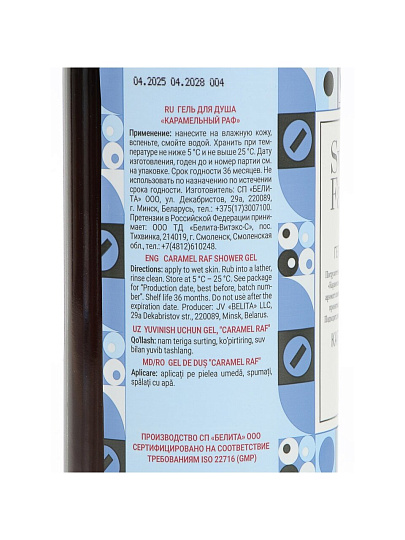 04.2025 04.2028 004
RU ГЕЛЬ ДЛЯ ДУША
«КАРАМЕЛЬНЫЙ РАФ»
Применение: нанесите на влажную кожу,
вспеньте, смойте водой. Хранить при тем-
пературе не ниже 5 °C и не выше 25 °C. Дату
изготовления, годен до и номер партии см.
на упаковке. Срок годности 36 месяцев. Не
использовать по назначению по истечении
срока годности. Изготовитель: СП «БЕЛИ-
ТА» ООО, ул. Декабристов, 29а, 220089,
г. Минск, Беларусь, тел.: +375(17)3007100.
Претензии в Российской Федерации прини-
мает: ООО ТД «Белита-Витэкс-С», пос.
Тихвинка, 214019, г. Смоленск, Смоленская
обл., тел: +7(4812)610248.
ENG CARAMEL RAF SHOWER GEL
Directions: apply to wet skin. Rub into a lather,
rinse clean. Store at 5 °C – 25 °C. See package
for "Production date, best before, batch num-
ber". Shelf life 36 months. Do not use after the
expiration date. Producer: JV «BELITA» LLC,
29a Dekabristov str., 220089, Minsk, Belarus.
UZ YUVINISH UCHUN GEL, "CARAMEL RAF"
Qo'llash: nam teriga surting, ko'pirtiring, suv
bilan yuvib tashlang.
MD/RO GEL DE DUȘ "CARAMEL RAF"
Aplicare: aplicați pe pielea umedă, spumați,
spălați cu apă.
ПРОИЗВОДСТВО СП «БЕЛИТА» ООО
СЕРТИФИЦИРОВАНО НА СООТВЕТСТВИЕ
ТРЕБОВАНИЯМ ISO 22716 (GMP)